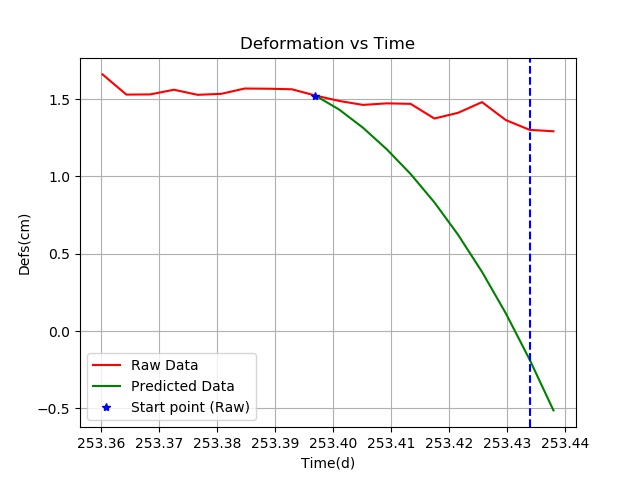 Deformation vs Time
Defs(cm)
1.5
1.0
0.5
0.0
−0.5
Raw Data
Predicted Data
Start point (Raw)
253.36 253.37 253.38 253.39 253.40 253.41 253.42 253.43 253.44
Time(d)